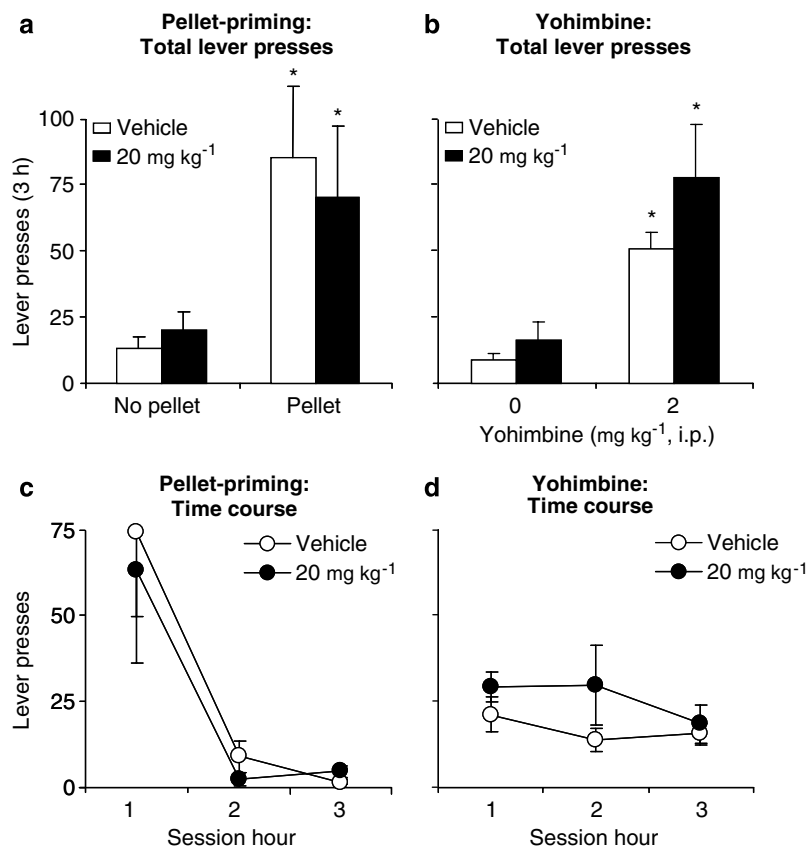 a
Pellet-priming:
Total lever presses
*
*
100
75
50
25
0
Lever presses (3 h)
Vehicle
20 mg kg⁻¹
No pellet
Pellet
b
Yohimbine:
Total lever presses
*
*
Vehicle
20 mg kg⁻¹
0
2
Yohimbine (mg kg⁻¹, i.p.)
c
Pellet-priming:
Time course
75
50
25
0
Lever presses
Vehicle
20 mg kg⁻¹
1
2
3
Session hour
d
Yohimbine:
Time course
Vehicle
20 mg kg⁻¹
1
2
3
Session hour